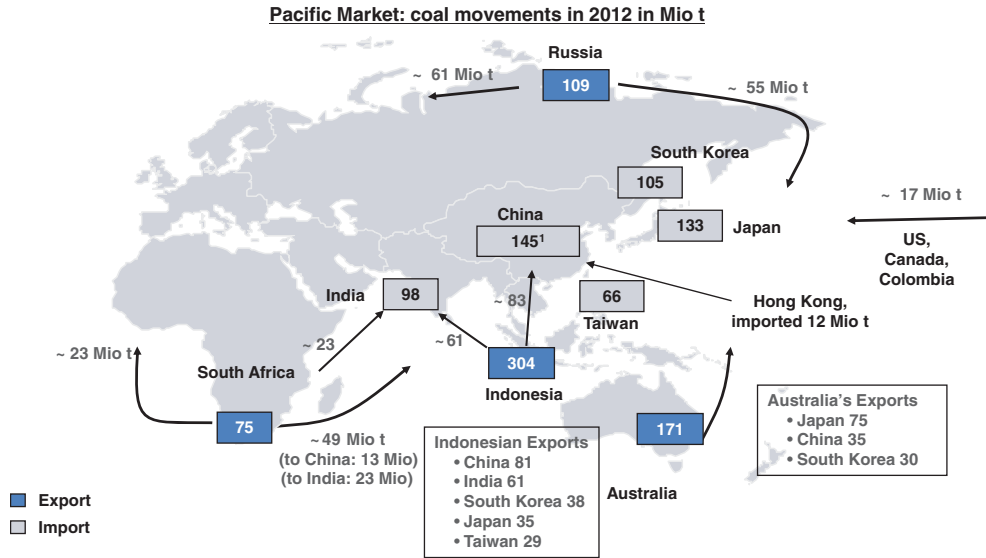 Pacific Market: coal movements in 2012 in Mio t
Russia
109
~ 61 Mio t
~ 55 Mio t
South Korea
105
~ 17 Mio t
China
145¹
133
Japan
US,
Canada,
Colombia
India
98
~ 83
66
Taiwan
Hong Kong,
imported 12 Mio t
~ 23 Mio t
~ 23
~ 61
South Africa
304
Indonesia
75
171
~ 49 Mio t
(to China: 13 Mio)
(to India: 23 Mio)
Indonesian Exports
• China 81
• India 61
• South Korea 38
• Japan 35
• Taiwan 29
Australia
Australia's Exports
• Japan 75
• China 35
• South Korea 30
Export
Import